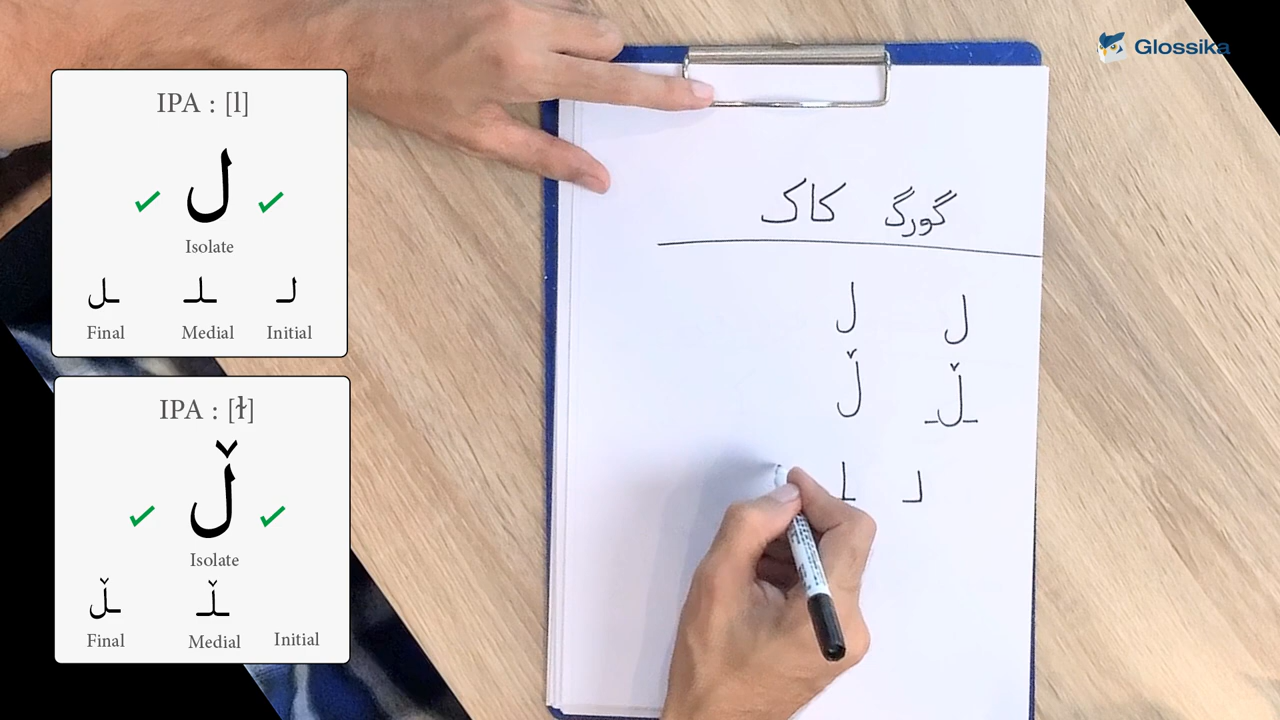 Glossika
IPA : [l]
ل
Isolate
ـل ـلـ لـ
Final Medial Initial
IPA : [ɫ]
ڵ
Isolate
ـڵ ـڵـ
Final Medial Initial
گورگ کاک
ل ل
ڵ ـڵـ
لـ ـلـ